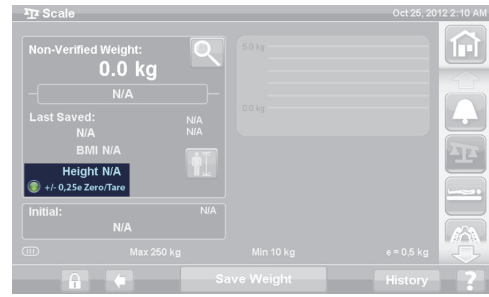 Scale
Oct 25, 2012 2:10 AM
Non-Verified Weight:
0.0 kg
N/A
Last Saved:
N/A
N/A
N/A
BMI N/A
Height N/A
+/- 0,25e Zero/Tare
Initial:
N/A
N/A
5.0 kg
0.0 kg
Max 250 kg
Min 10 kg
e = 0,5 kg
Save Weight
History
?